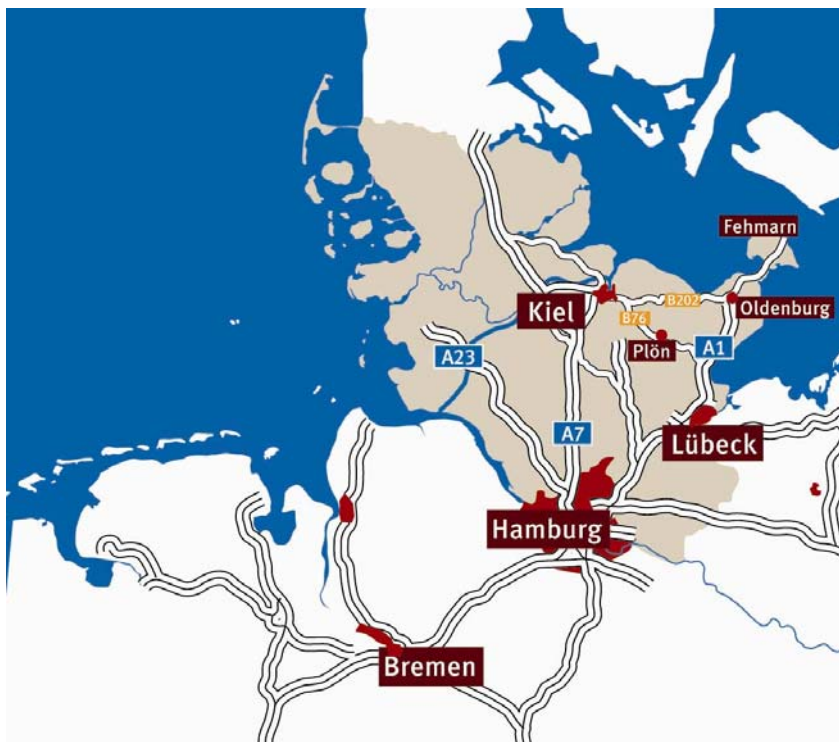 Fehmarn
Kiel
B202
Oldenburg
B76
A23
Plön
A1
A7
Lübeck
Hamburg
Bremen